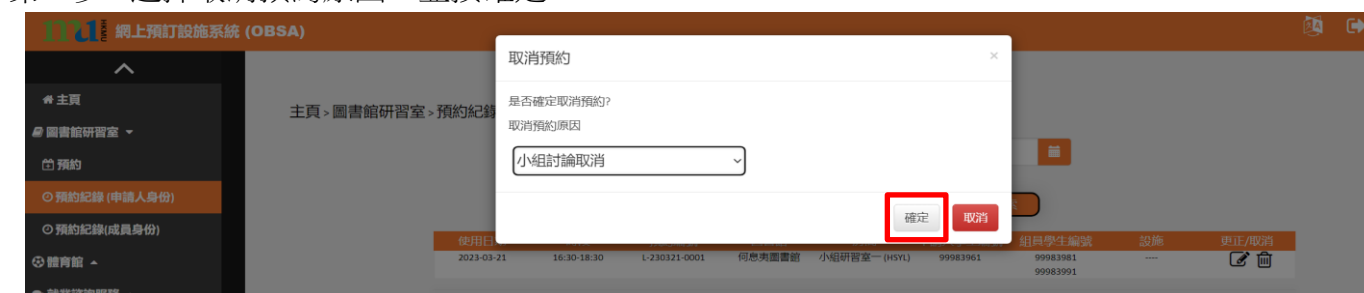 網上預訂設施系統 (OBSA)
主頁
圖書館研習室
預約
預約紀錄 (申請人身份)
預約紀錄(成員身份)
體育館
主頁 > 圖書館研習室 > 預約紀錄
取消預約
×
是否確定取消預約?
取消預約原因
小組討論取消
確定 取消
使用日 組員學生編號 設施 更正/取消
2023-03-21 16:30-18:30 L-230321-0001 何息夷圖書館 小組研習室一 (HSYL) 99983961 99983981 ----
99983991